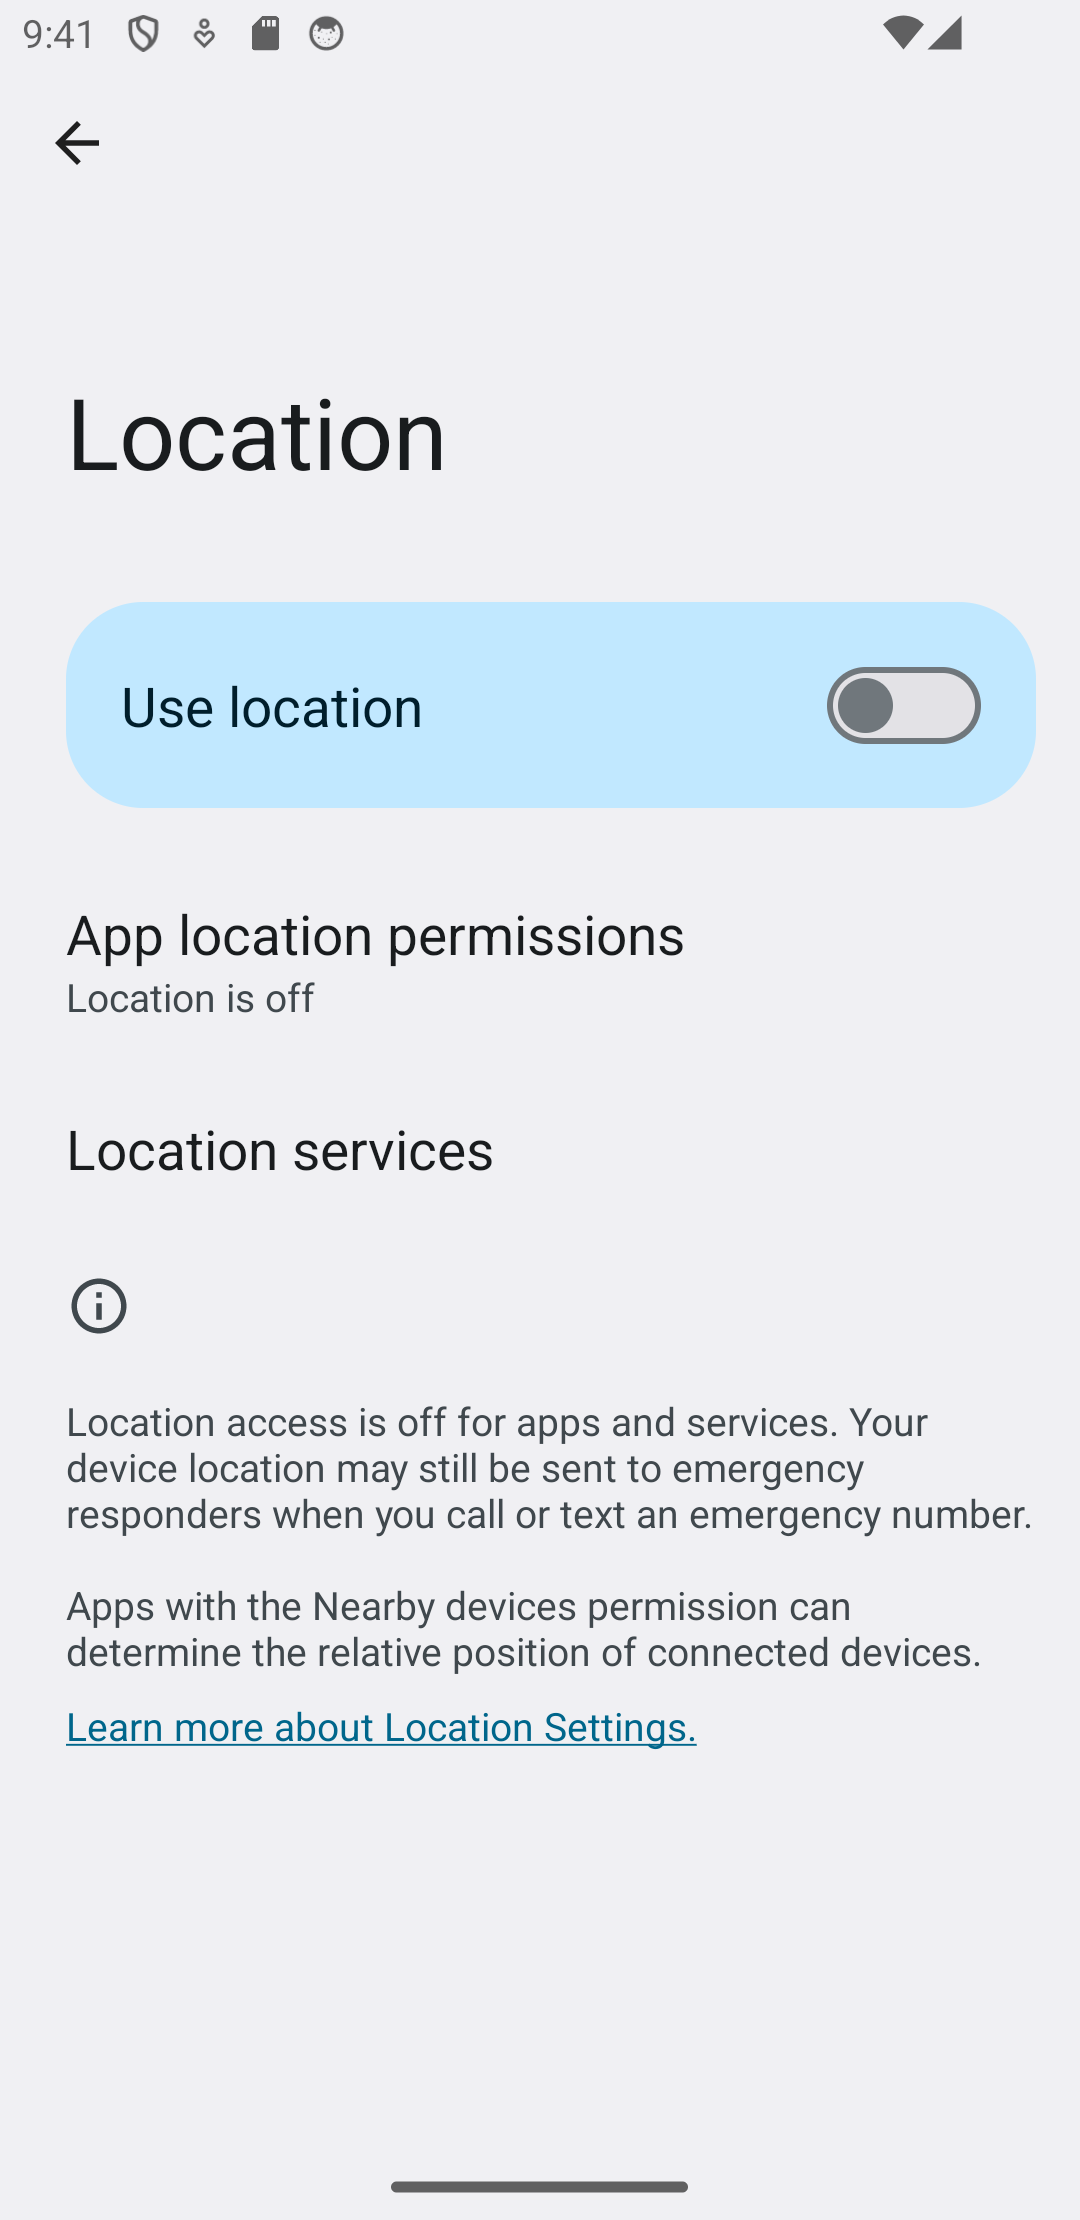 9:41
Location
Use location
App location permissions
Location is off
Location services
Location access is off for apps and services. Your
device location may still be sent to emergency
responders when you call or text an emergency number.
Apps with the Nearby devices permission can
determine the relative position of connected devices.
Learn more about Location Settings.